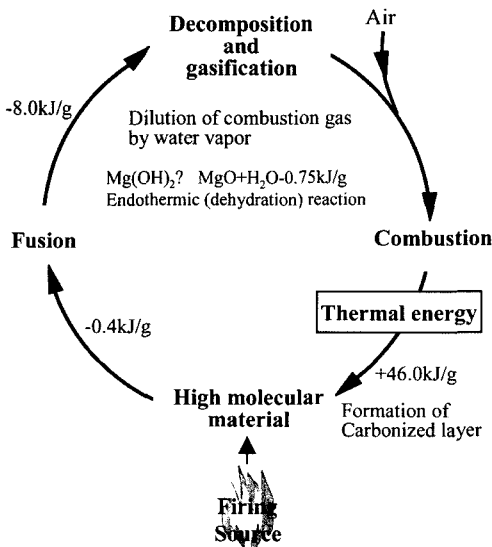 Decomposition
and
gasification
Air
-8.0kJ/g
Dilution of combustion gas
by water vapor
Mg(OH)₂? MgO+H₂O-0.75kJ/g
Endothermic (dehydration) reaction
Fusion
Combustion
Thermal energy
-0.4kJ/g
+46.0kJ/g
High molecular
material
Formation of
Carbonized layer
Firing
Source